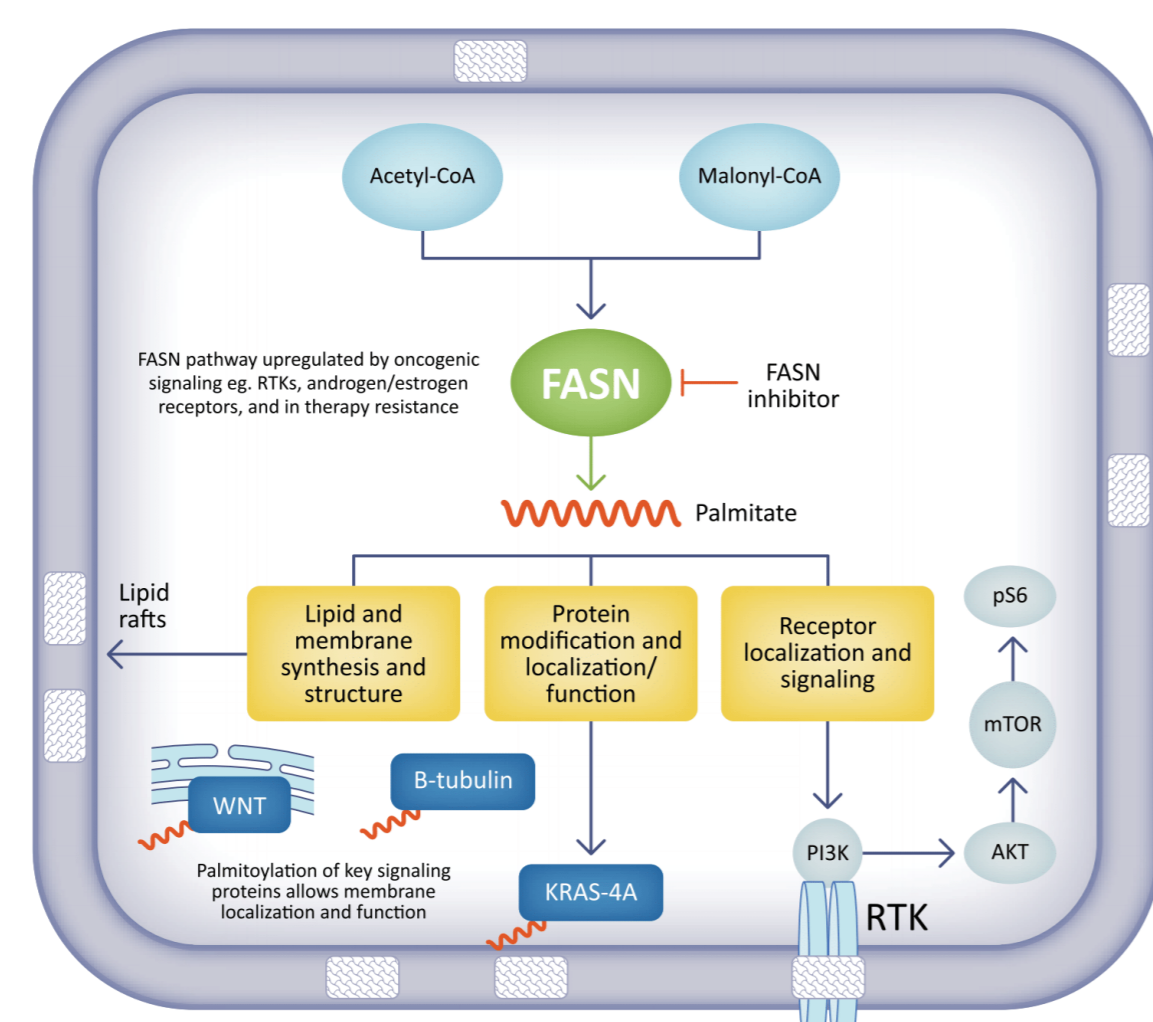 Acetyl-CoA
Malonyl-CoA
FASN pathway upregulated by oncogenic
signaling eg. RTKs, androgen/estrogen
receptors, and in therapy resistance
FASN
FASN
inhibitor
Palmitate
Lipid
rafts
Lipid and
membrane
synthesis and
structure
Protein
modification and
localization/
function
Receptor
localization and
signaling
pS6
mTOR
WNT
B-tubulin
PI3K
AKT
Palmitoylation of key signaling
proteins allows membrane
localization and function
KRAS-4A
RTK